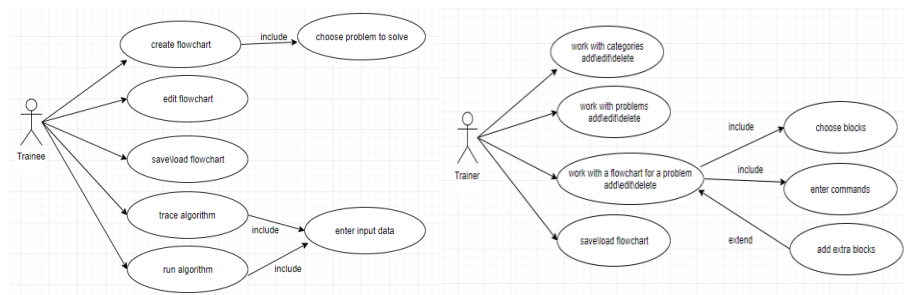 create flowchart
include
choose problem to solve
edit flowchart
Trainee
save\load flowchart
trace algorithm
include
enter input data
run algorithm
include
work with categories
add\edit\delete
work with problems
add\edit\delete
Trainer
include
choose blocks
work with a flowchart for a problem
add\edit\delete
include
enter commands
save\load flowchart
extend
add extra blocks